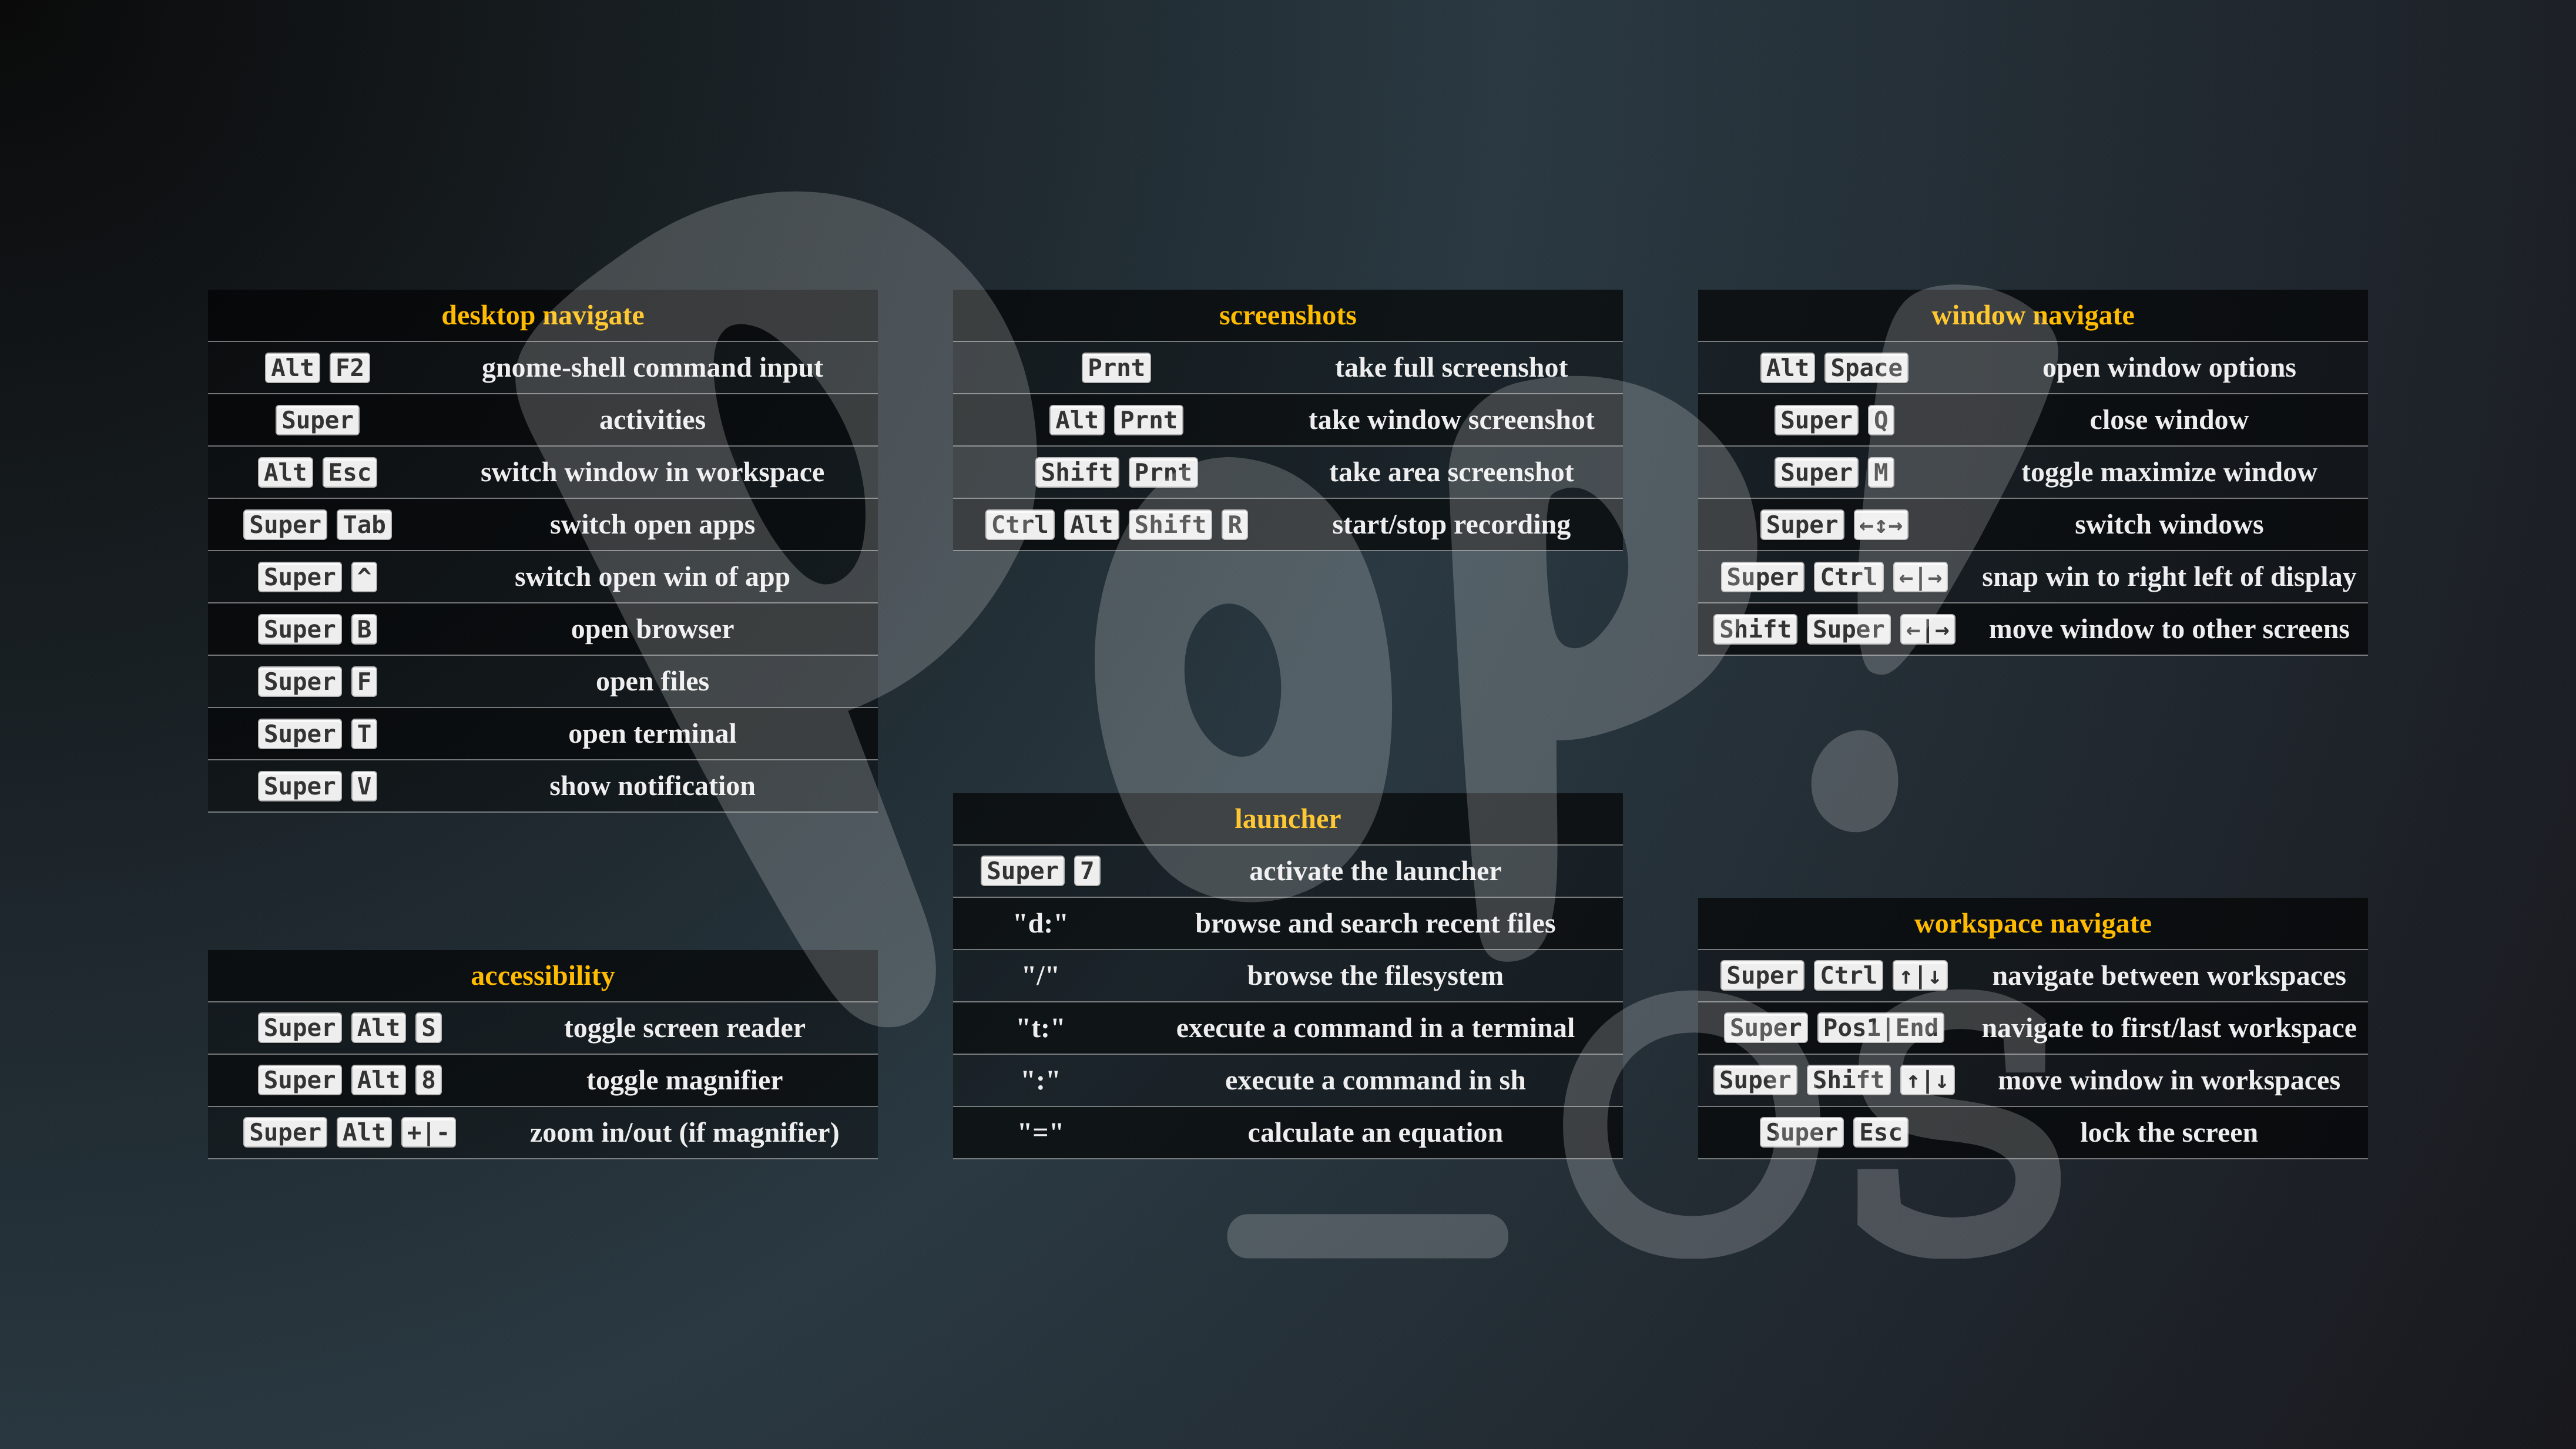 desktop navigate
Alt F2 gnome-shell command input
Super activities
Alt Esc switch window in workspace
Super Tab switch open apps
Super ^ switch open win of app
Super B open browser
Super F open files
Super T open terminal
Super V show notification
accessibility
Super Alt S toggle screen reader
Super Alt 8 toggle magnifier
Super Alt +|- zoom in/out (if magnifier)
screenshots
Prnt take full screenshot
Alt Prnt take window screenshot
Shift Prnt take area screenshot
Ctrl Alt Shift R start/stop recording
launcher
Super 7 activate the launcher
"d:" browse and search recent files
"/" browse the filesystem
"t:" execute a command in a terminal
":" execute a command in sh
"=" calculate an equation
window navigate
Alt Space open window options
Super Q close window
Super M toggle maximize window
Super ←↕→ switch windows
Super Ctrl ←|→ snap win to right left of display
Shift Super ←|→ move window to other screens
workspace navigate
Super Ctrl ↑|↓ navigate between workspaces
Super Pos1|End navigate to first/last workspace
Super Shift ↑|↓ move window in workspaces
Super Esc lock the screen
Pop!
_OS